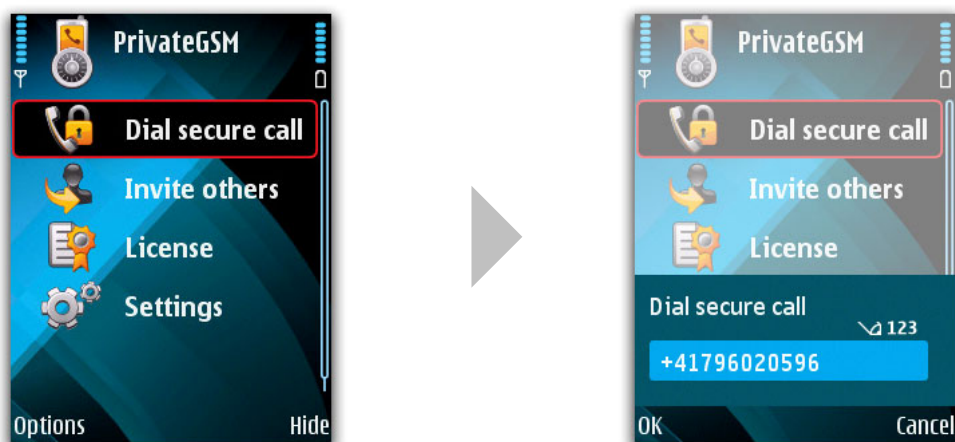 PrivateGSM
Dial secure call
Invite others
License
Settings
Options Hide
PrivateGSM
Dial secure call
Invite others
License
Dial secure call
123
+41796020596
OK Cancel